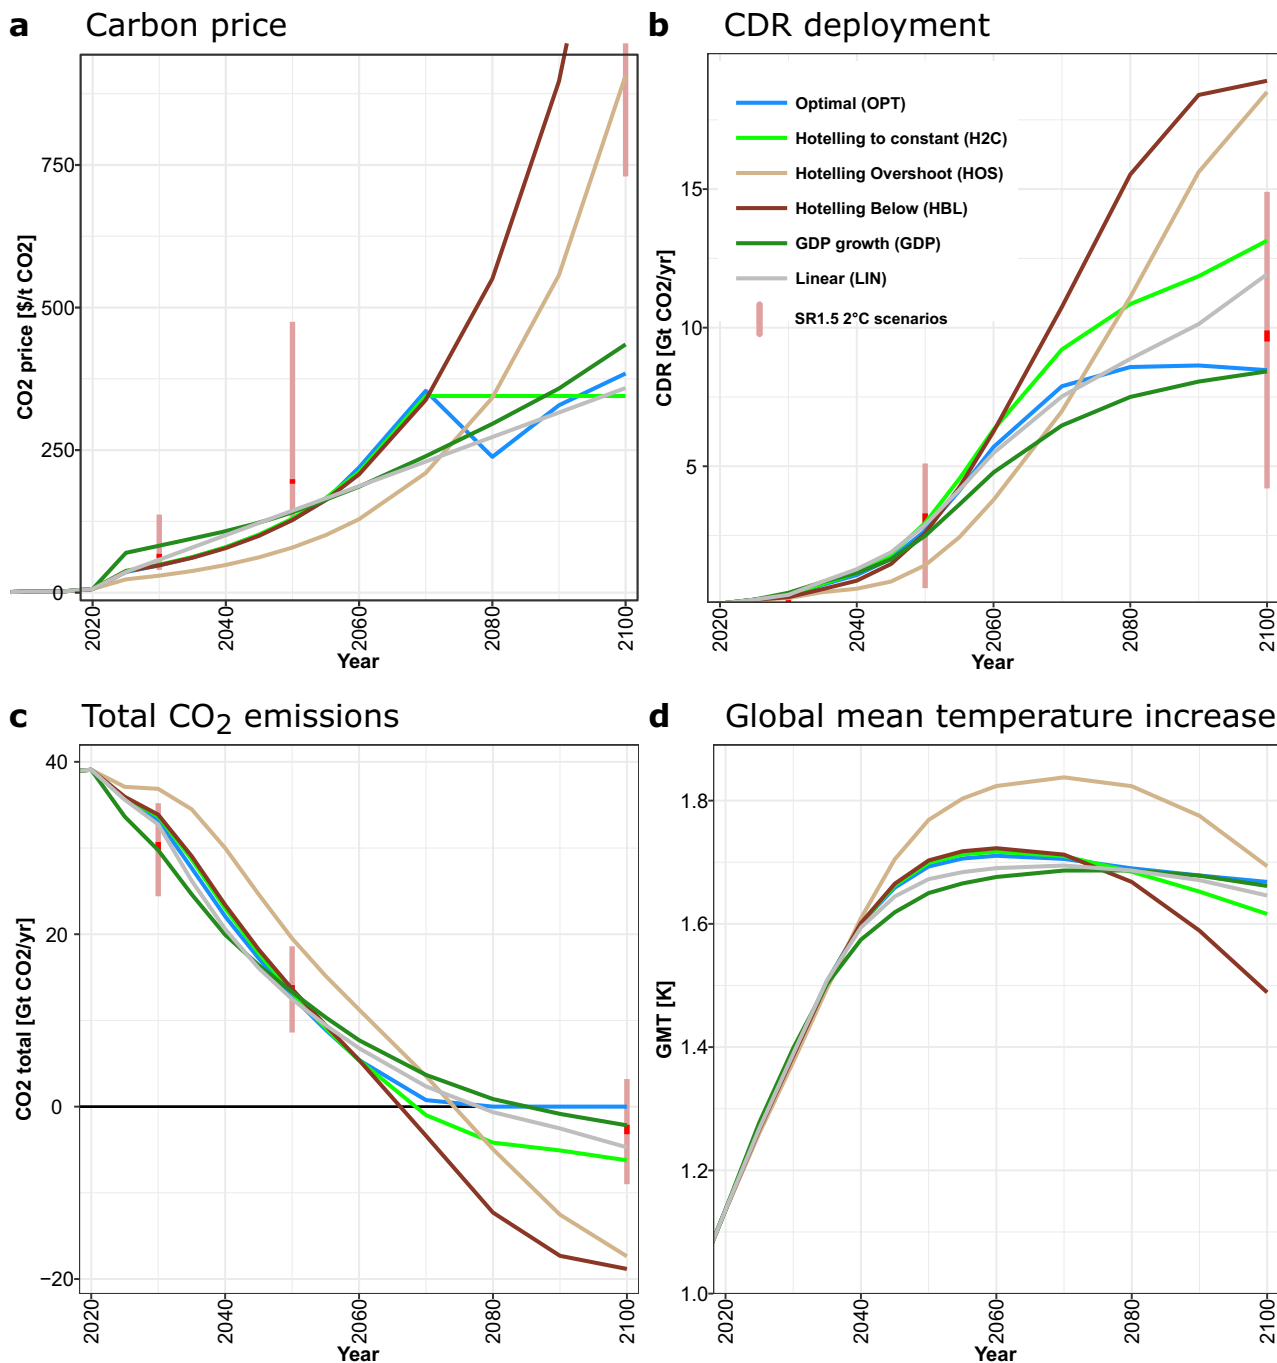 a Carbon price
CO2 price [$/t CO2]
750
500
250
0
2020
2040
2060
2080
2100
Year
b CDR deployment
CDR [Gt CO2/yr]
15
10
5
Optimal (OPT)
Hotelling to constant (H2C)
Hotelling Overshoot (HOS)
Hotelling Below (HBL)
GDP growth (GDP)
Linear (LIN)
SR1.5 2°C scenarios
2020
2040
2060
2080
2100
Year
c Total CO2 emissions
CO2 total [Gt CO2/yr]
40
20
0
−20
2020
2040
2060
2080
2100
Year
d Global mean temperature increase
GMT [K]
1.8
1.6
1.4
1.2
1.0
2020
2040
2060
2080
2100
Year